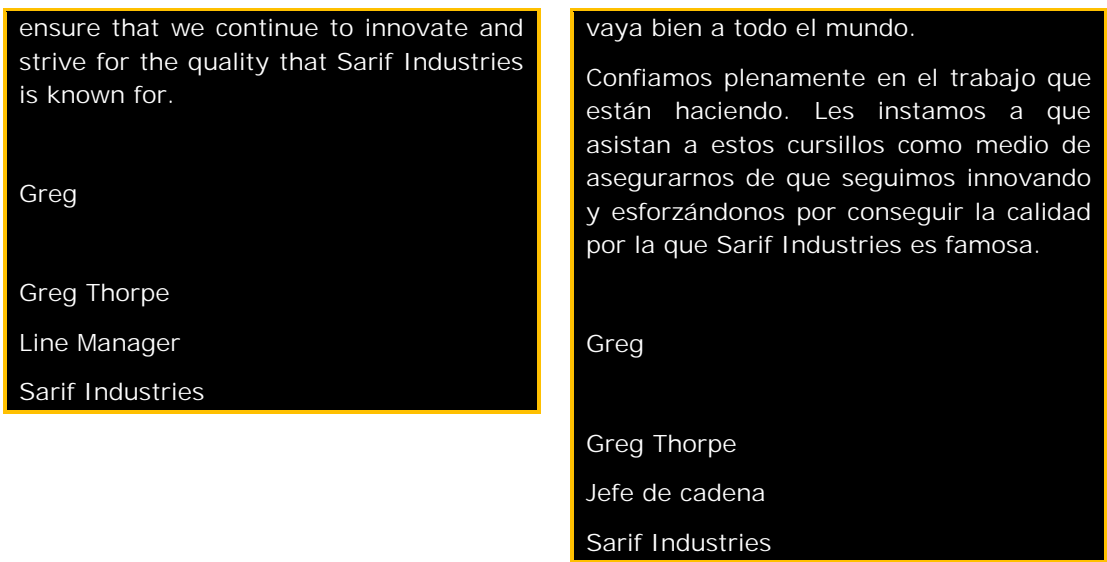 ensure that we continue to innovate and
strive for the quality that Sarif Industries
is known for.
Greg
Greg Thorpe
Line Manager
Sarif Industries
vaya bien a todo el mundo.
Confiamos plenamente en el trabajo que
están haciendo. Les instamos a que
asistan a estos cursillos como medio de
asegurarnos de que seguimos innovando
y esforzándonos por conseguir la calidad
por la que Sarif Industries es famosa.
Greg
Greg Thorpe
Jefe de cadena
Sarif Industries